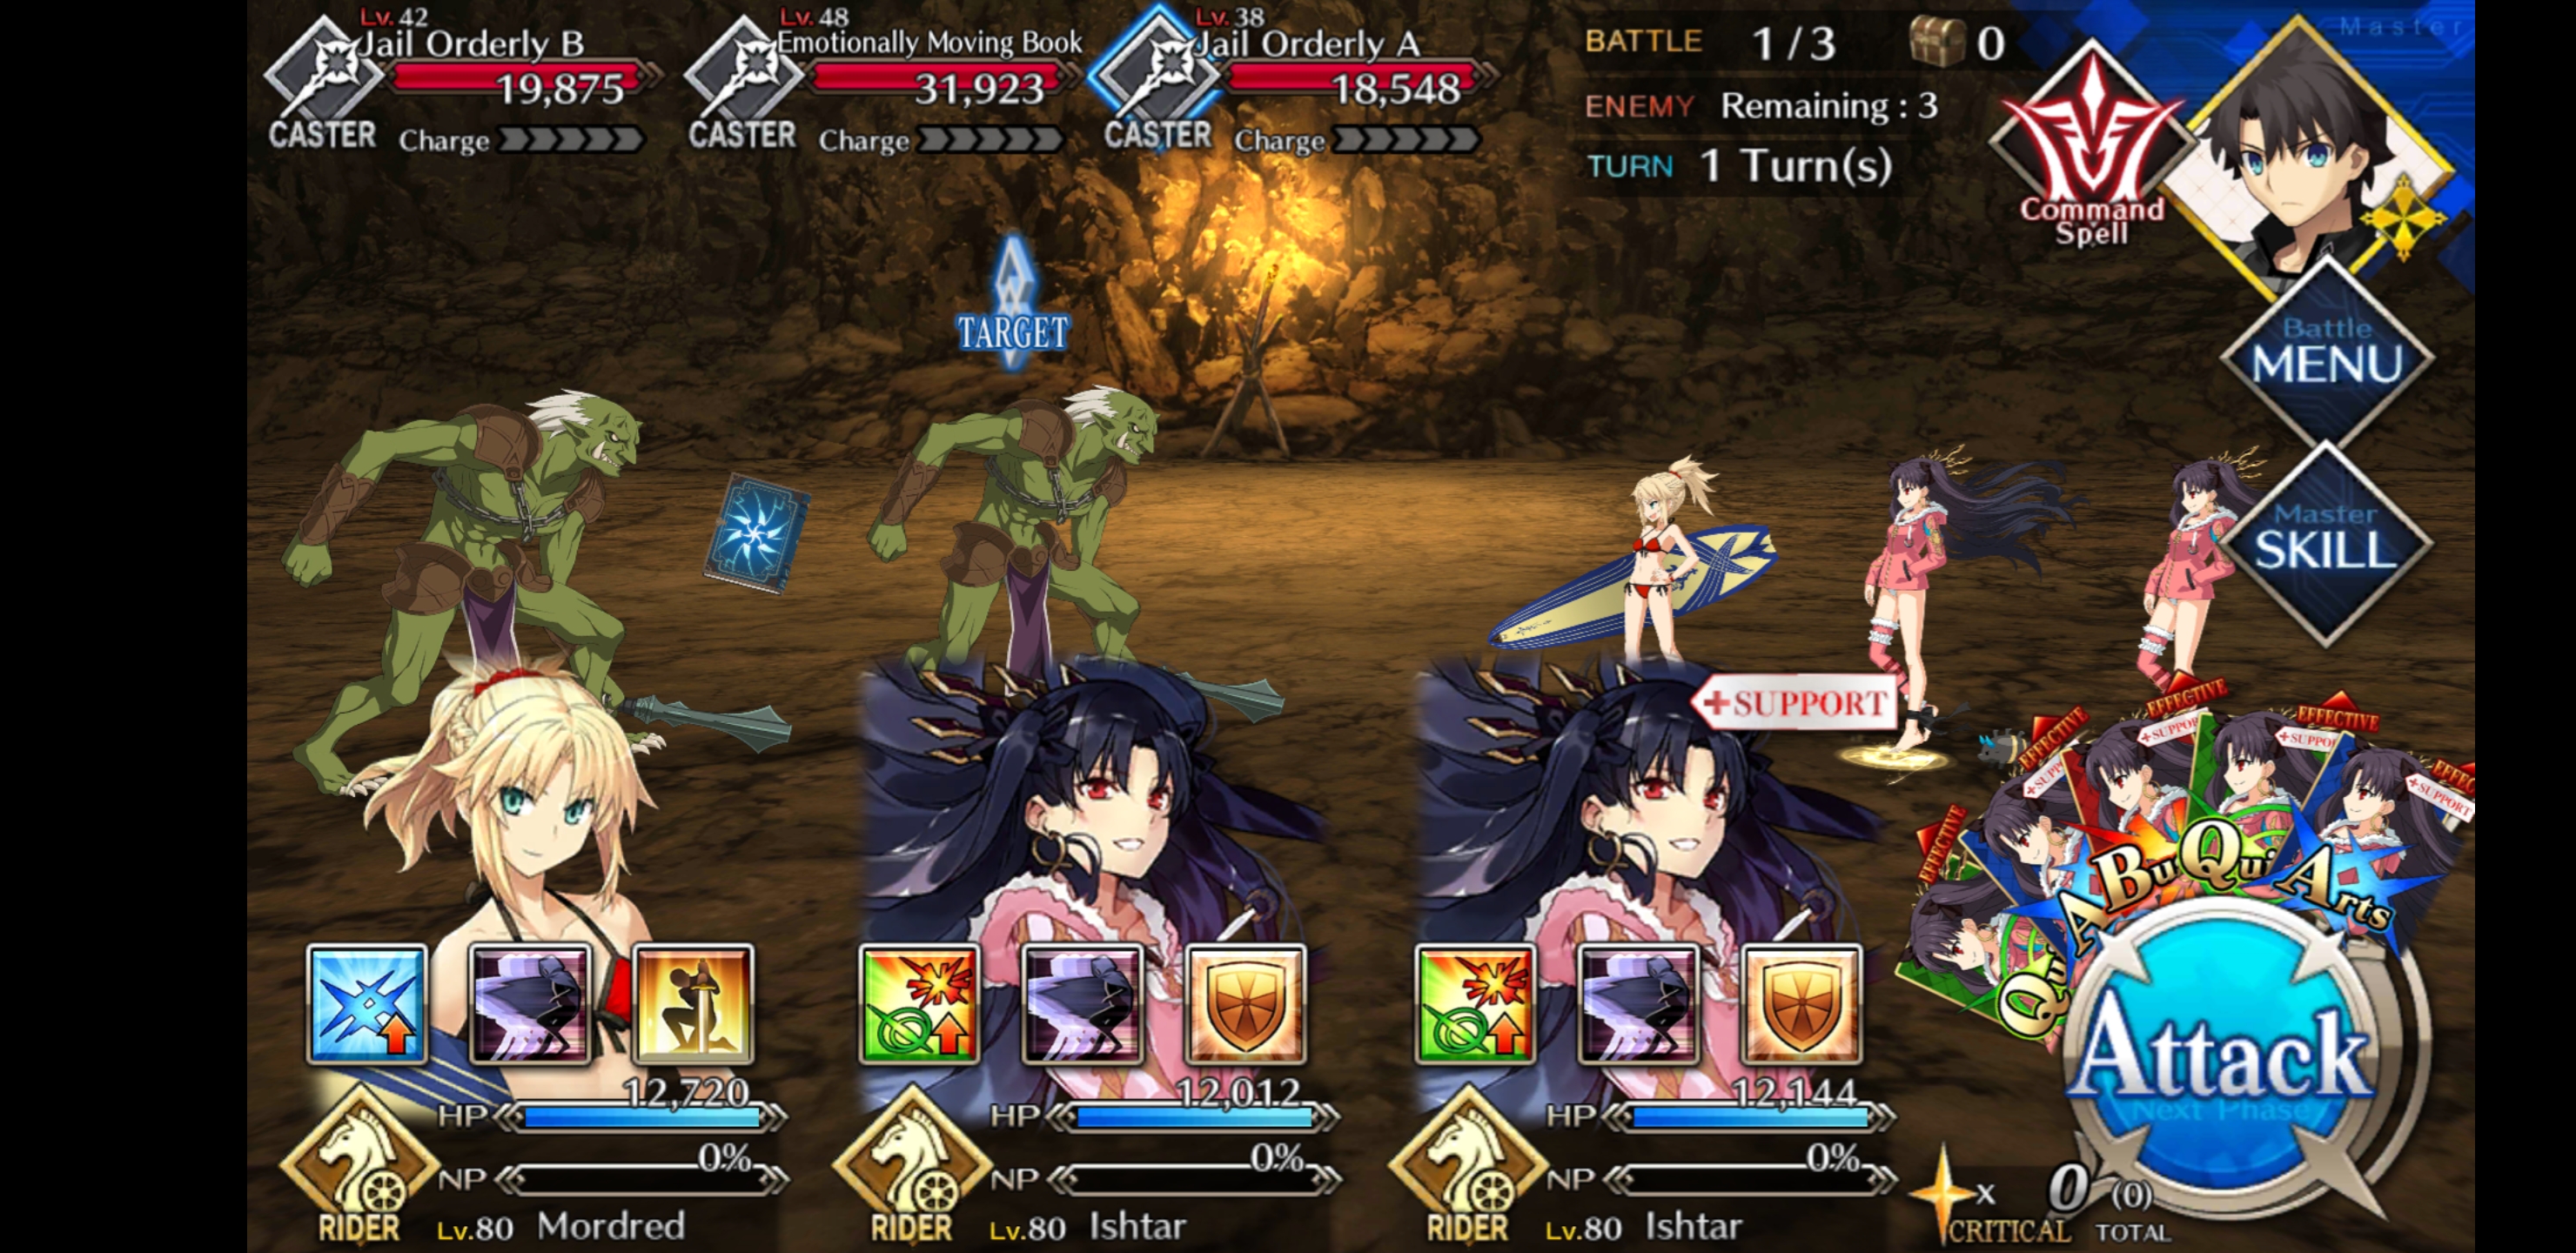 Lv.42
Jail Orderly B
19,875
CASTER
Charge
Lv.48
Emotionally Moving Book
31,923
CASTER
Charge
Lv.38
Jail Orderly A
18,548
CASTER
Charge
BATTLE 1/3 0
ENEMY Remaining : 3
TURN 1 Turn(s)
Master
Command
Spell
TARGET
Battle
MENU
Master
SKILL
+SUPPORT
EFFECTIVE
EFFECTIVE
EFFECTIVE
EFFECTIVE
+SUPPORT
Arts
Attack
Next Phase
12,720
HP
0%
NP
RIDER
Lv.80 Mordred
12,012
HP
0%
NP
RIDER
Lv.80 Ishtar
12,144
HP
0%
NP
RIDER
Lv.80 Ishtar
x 0 (0)
CRITICAL TOTAL